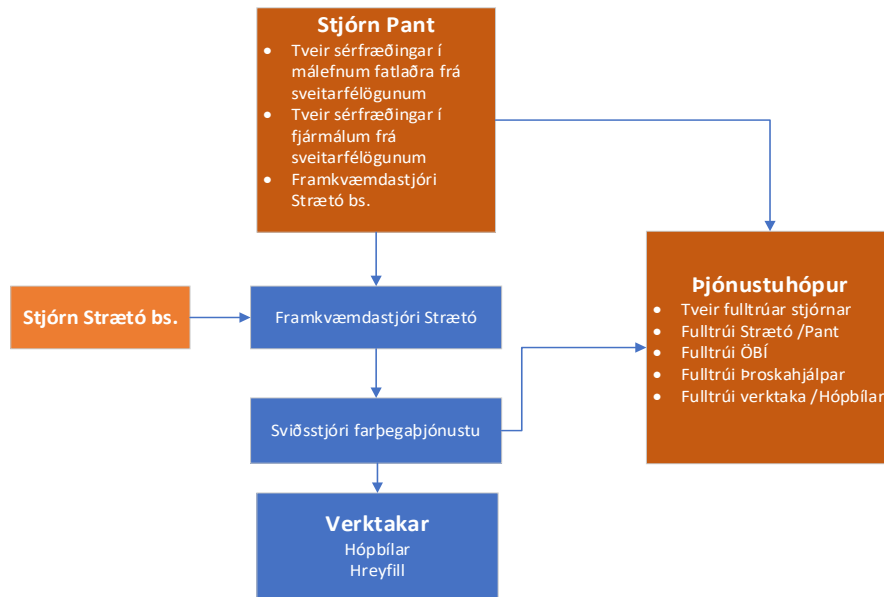 Stjórn Pant
• Tveir sérfræðingar í
málefnum fatlaðra frá
sveitarfélögunum
• Tveir sérfræðingar í
fjármálum frá
sveitarfélögunum
• Framkvæmdastjóri
Strætó bs.
Stjórn Strætó bs.
Framkvæmdastjóri Strætó
Sviðsstjóri farþegaþjónustu
Verktakar
Hópbílar
Hreyfill
Þjónustuhópur
• Tveir fulltrúar stjórnar
• Fulltrúi Strætó /Pant
• Fulltrúi ÖBÍ
• Fulltrúi Þroskahjálpar
• Fulltrúi verktaka /Hópbílar